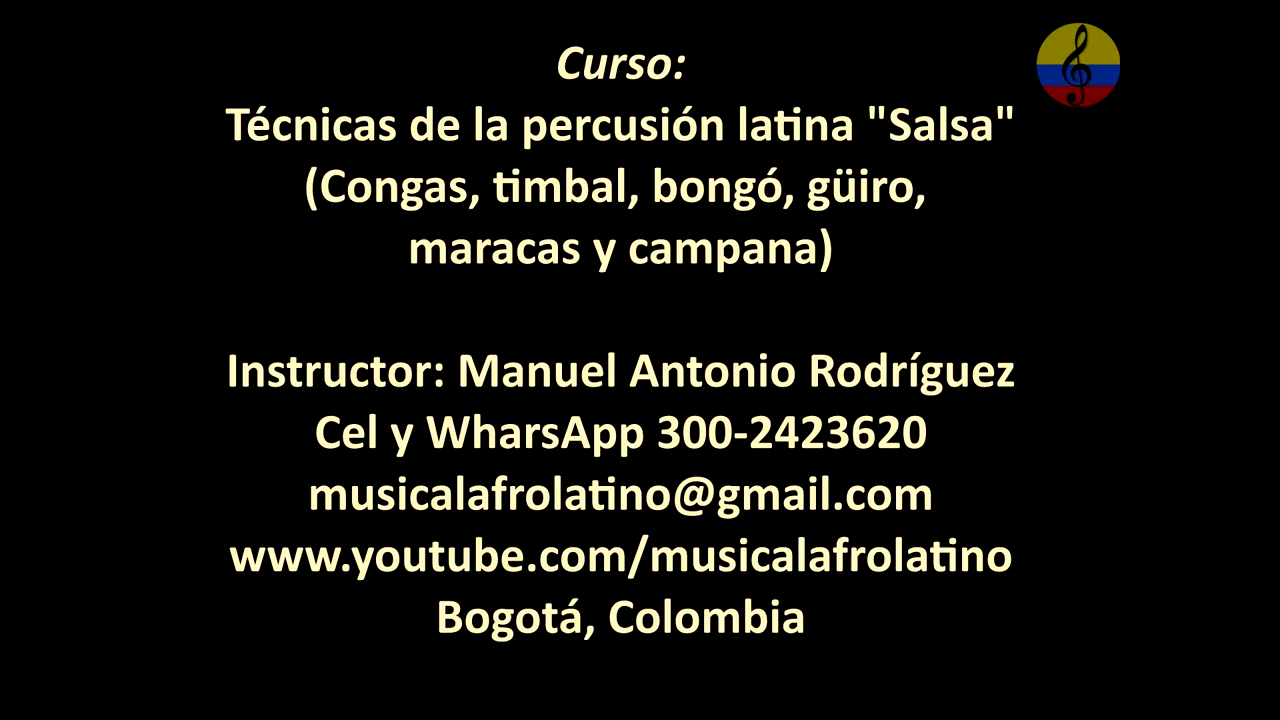 Curso:
Técnicas de la percusión latina "Salsa"
(Congas, timbal, bongó, güiro,
maracas y campana)
Instructor: Manuel Antonio Rodríguez
Cel y WharsApp 300-2423620
musicalafrolatino@gmail.com
www.youtube.com/musicalafrolatino
Bogotá, Colombia